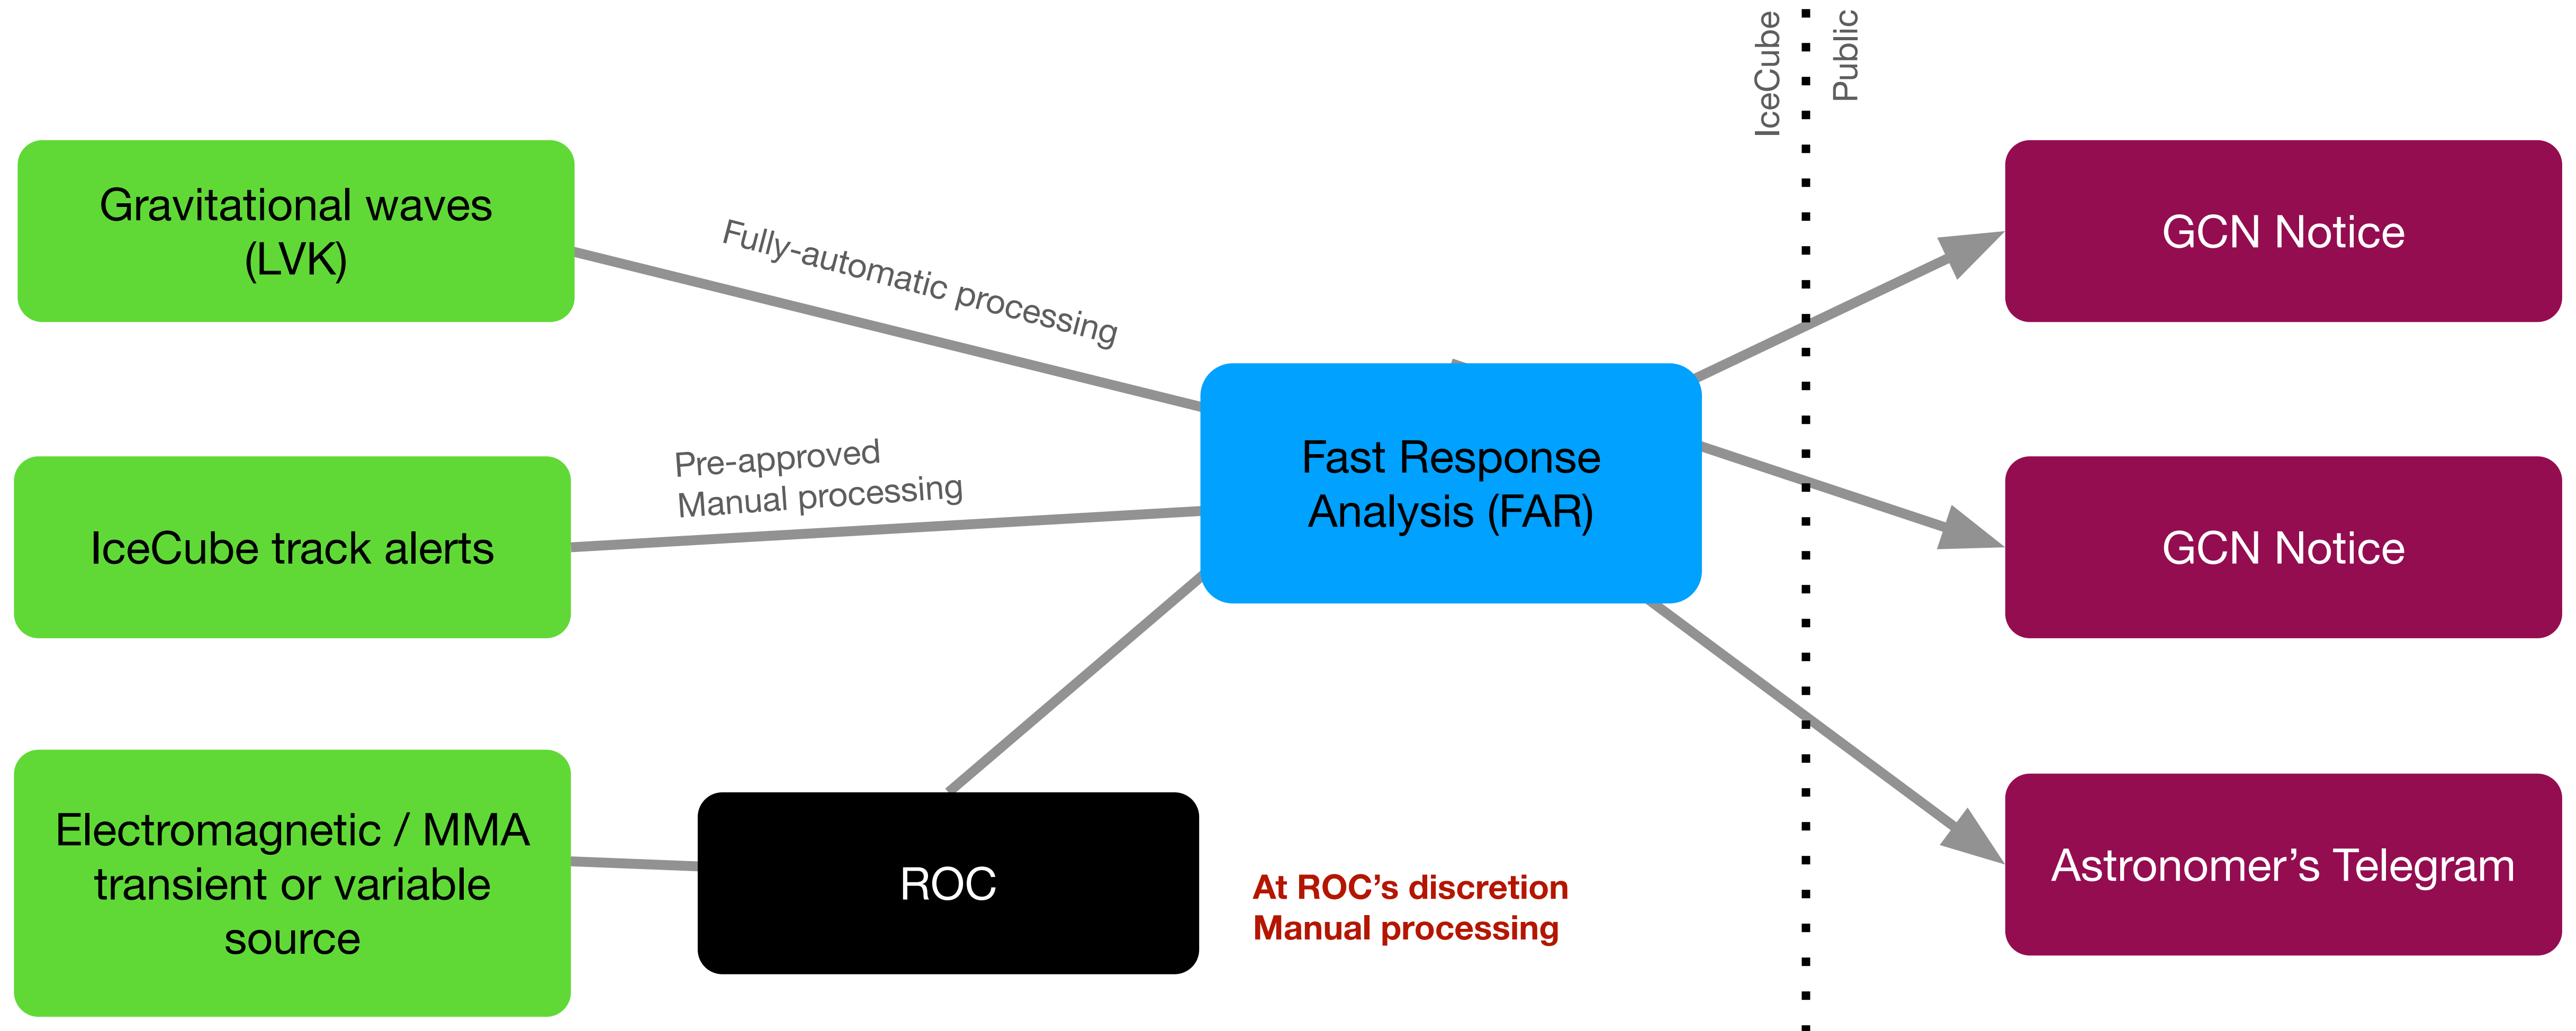 IceCube
Public
Gravitational waves
(LVK)
Fully-automatic processing
GCN Notice
Pre-approved
Manual processing
IceCube track alerts
Fast Response
Analysis (FAR)
GCN Notice
Electromagnetic / MMA
transient or variable
source
ROC
At ROC’s discretion
Manual processing
Astronomer’s Telegram